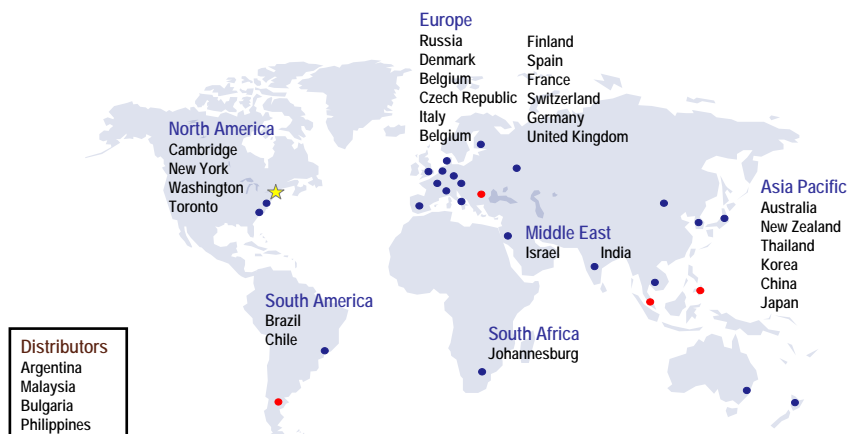 Europe
Russia
Denmark
Belgium
Czech Republic
Italy
Belgium
Finland
Spain
France
Switzerland
Germany
United Kingdom
North America
Cambridge
New York
Washington
Toronto
Asia Pacific
Australia
New Zealand
Thailand
Korea
China
Japan
Middle East
Israel
India
South America
Brazil
Chile
South Africa
Johannesburg
Distributors
Argentina
Malaysia
Bulgaria
Philippines